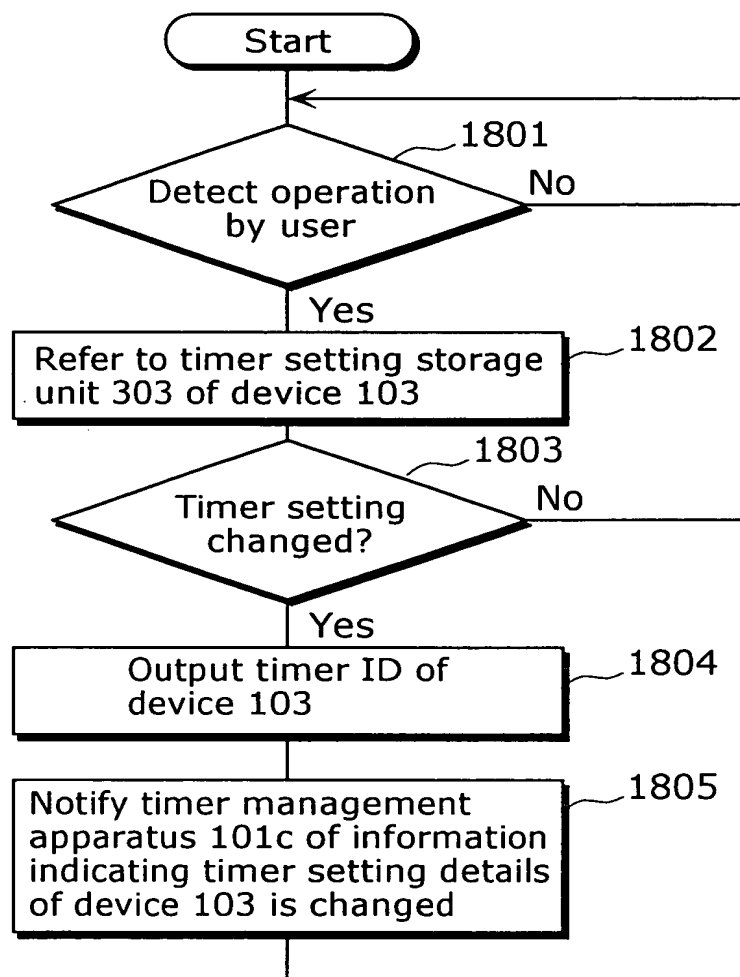 Start
1801
Detect operation
by user
No
Yes
1802
Refer to timer setting storage
unit 303 of device 103
1803
Timer setting
changed?
No
Yes
1804
Output timer ID of
device 103
1805
Notify timer management
apparatus 101c of information
indicating timer setting details
of device 103 is changed